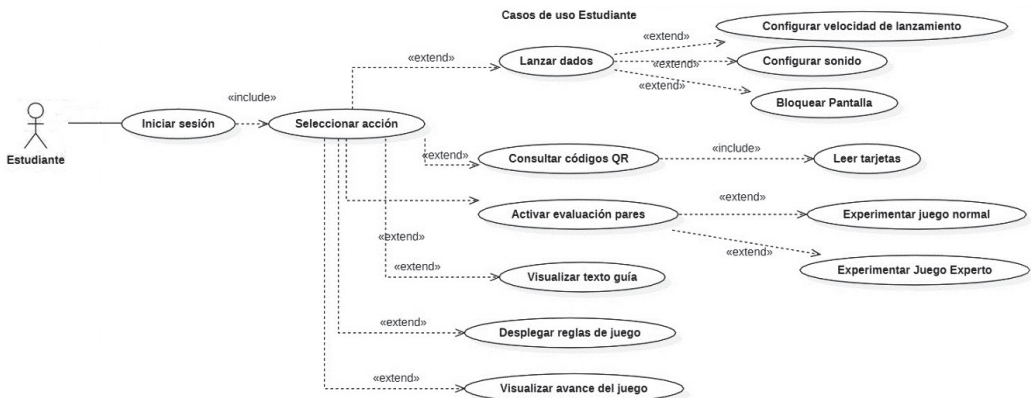 Casos de uso Estudiante
Configurar velocidad de lanzamiento
«extend»
«extend»
Lanzar dados
«extend»
Configurar sonido
«extend»
Bloquear Pantalla
«include»
Iniciar sesión
Seleccionar acción
Estudiante
«extend»
Consultar códigos QR
«include»
Leer tarjetas
«extend»
Activar evaluación pares
Experimentar juego normal
«extend»
«extend»
Experimentar Juego Experto
«extend»
Visualizar texto guía
«extend»
Desplegar reglas de juego
«extend»
Visualizar avance del juego